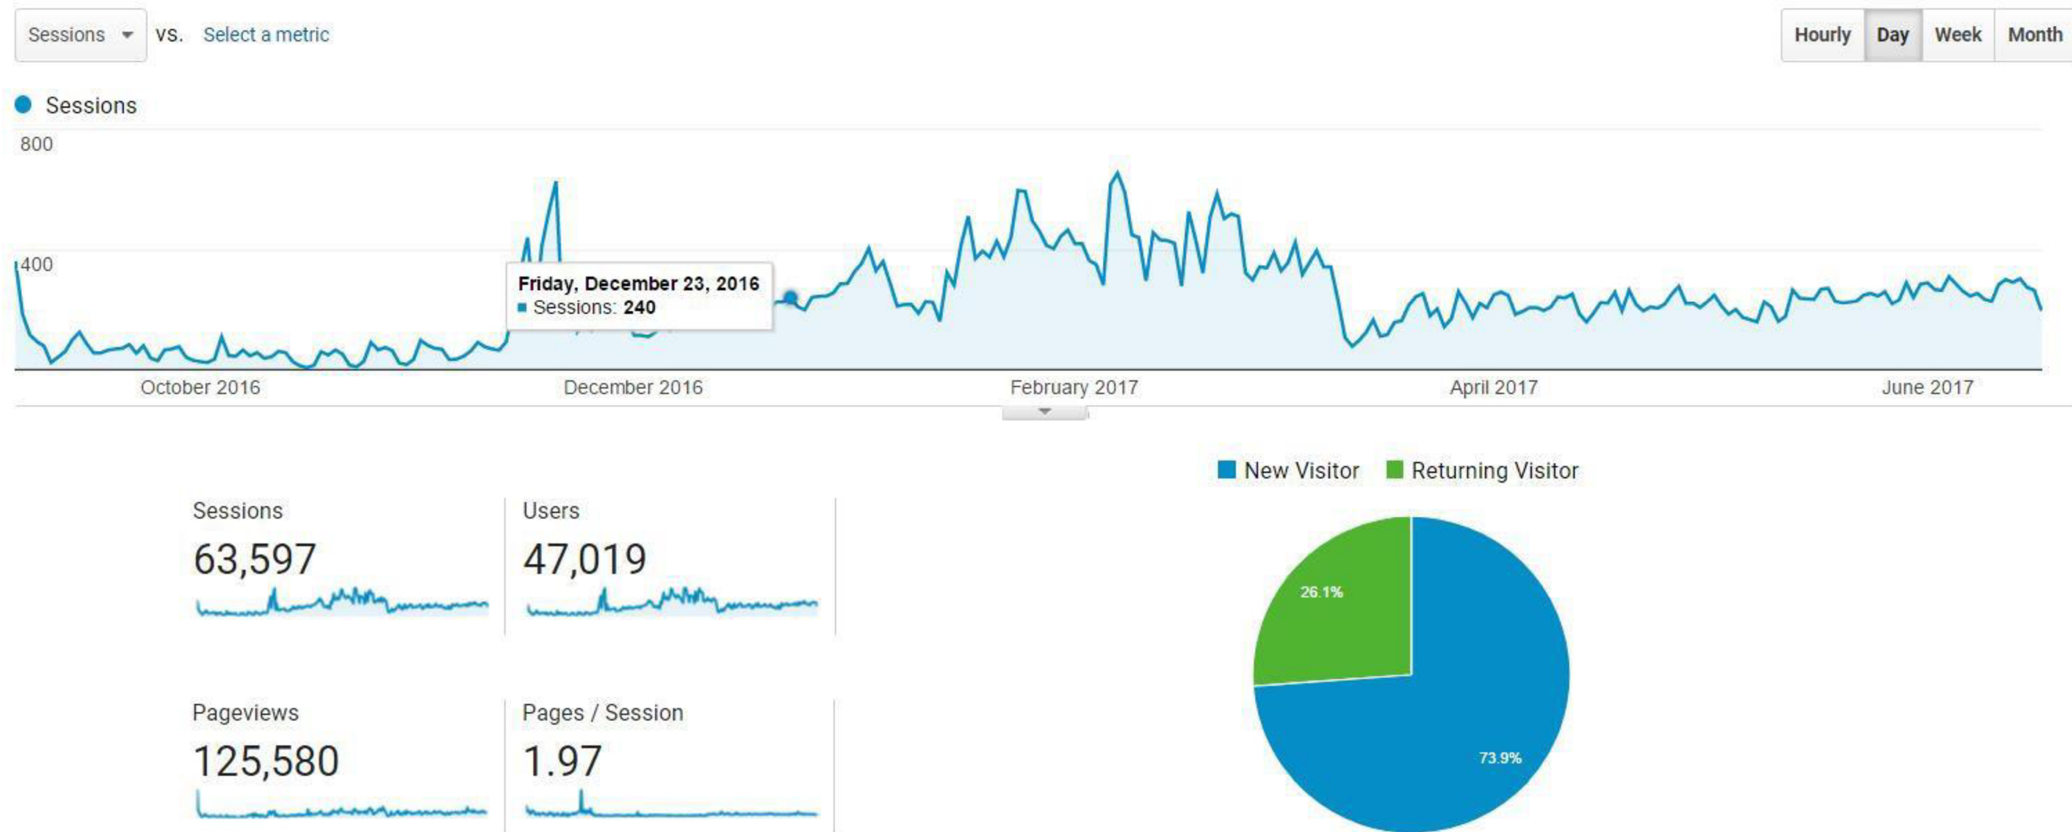 Sessions vs. Select a metric Hourly Day Week Month
Sessions
800
400
Friday, December 23, 2016
Sessions: 240
October 2016 December 2016 February 2017 April 2017 June 2017
New Visitor Returning Visitor
Sessions Users
63,597 47,019
26.1%
Pageviews Pages / Session
125,580 1.97
73.9%